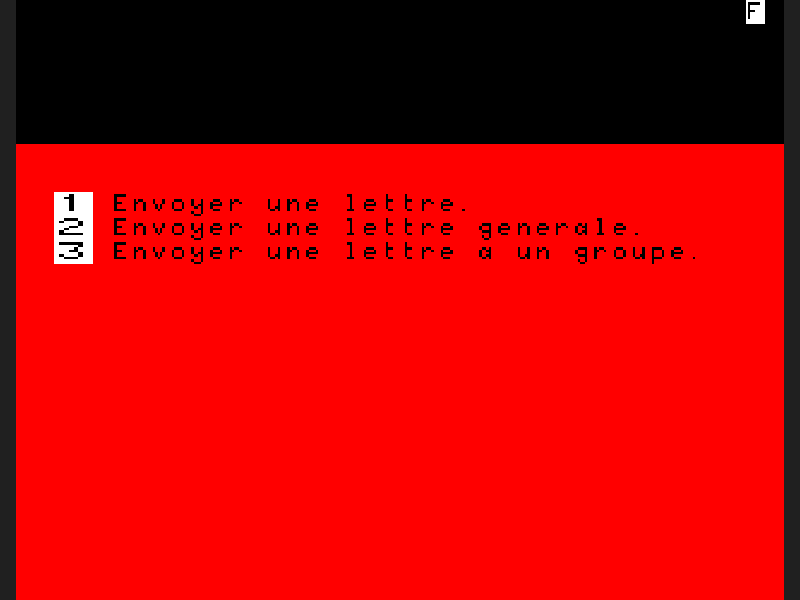 F
1 Envoyer une lettre.
2 Envoyer une lettre generale.
3 Envoyer une lettre a un groupe.